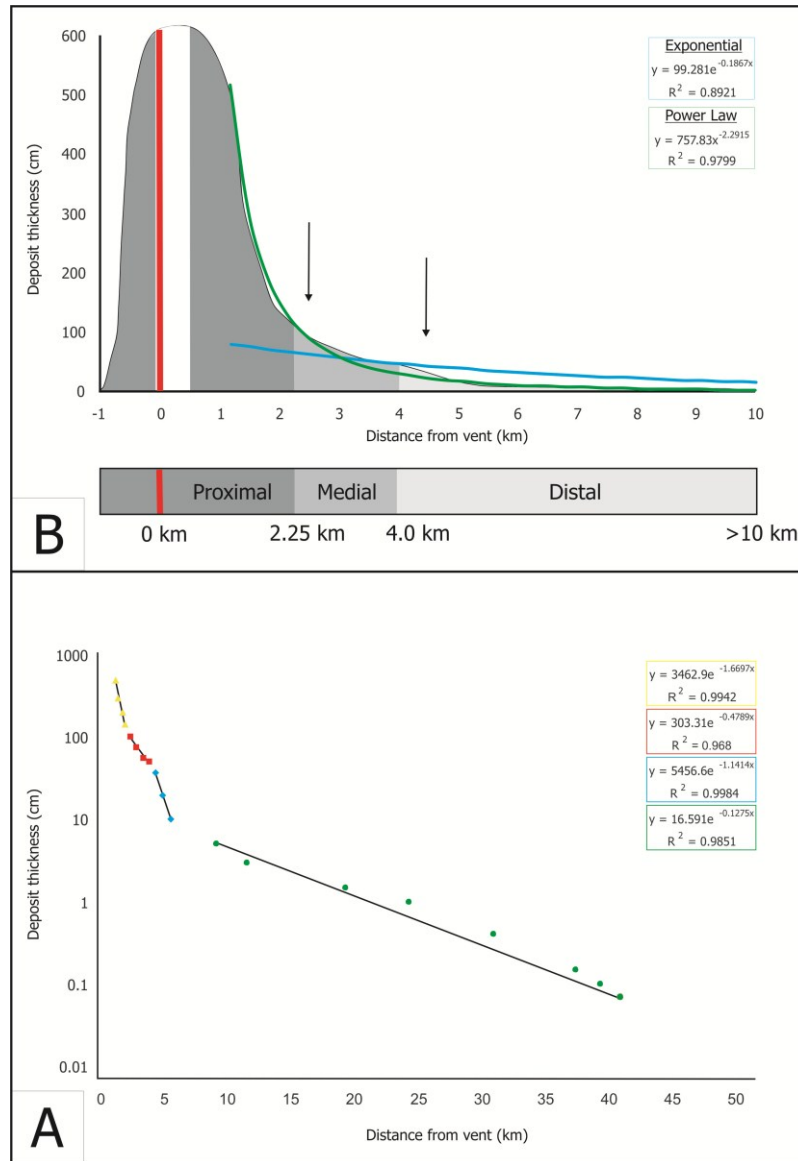 600
500
400
300
200
100
0
Deposit thickness (cm)
Exponential
y = 99.281e^-0.1867x
R² = 0.8921
Power Law
y = 757.83x^-2.2915
R² = 0.9799
-1 0 1 2 3 4 5 6 7 8 9 10
Distance from vent (km)
Proximal Medial Distal
B
0 km 2.25 km 4.0 km >10 km
1000
100
10
1
0.1
0.01
Deposit thickness (cm)
y = 3462.9e^-1.6697x
R² = 0.9942
y = 303.31e^-0.4789x
R² = 0.968
y = 5456.6e^-1.1414x
R² = 0.9984
y = 16.591e^-0.1275x
R² = 0.9851
0 5 10 15 20 25 30 35 40 45 50
A
Distance from vent (km)